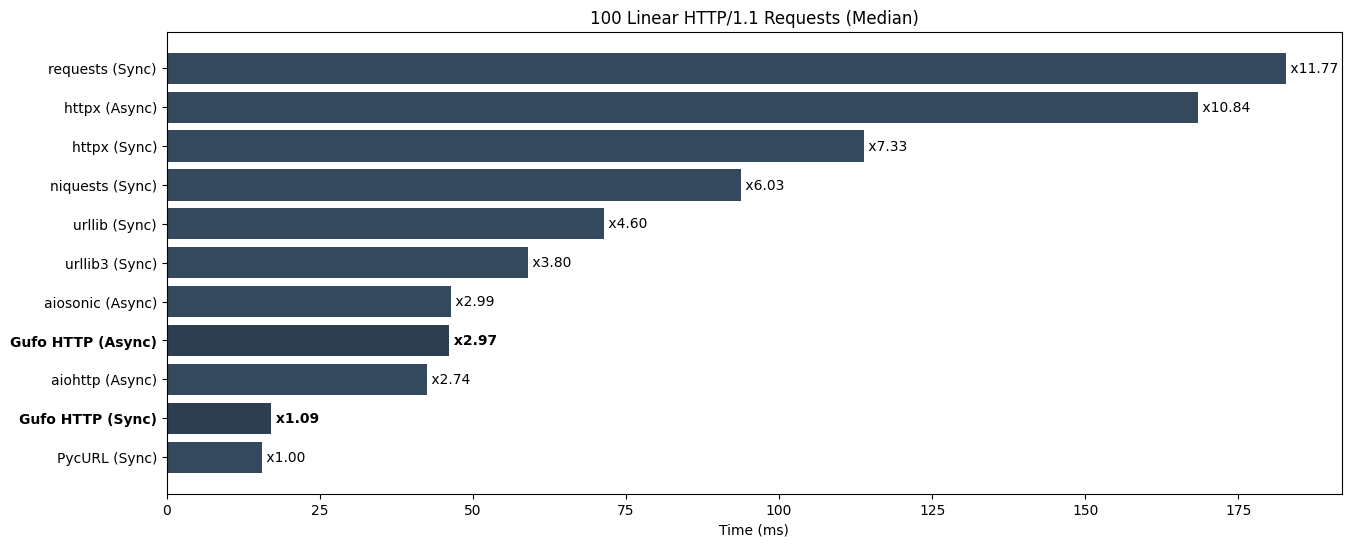 100 Linear HTTP/1.1 Requests (Median)
requests (Sync) x11.77
httpx (Async) x10.84
httpx (Sync) x7.33
niquests (Sync) x6.03
urllib (Sync) x4.60
urllib3 (Sync) x3.80
aiosonic (Async) x2.99
Gufo HTTP (Async) x2.97
aiohttp (Async) x2.74
Gufo HTTP (Sync) x1.09
PycURL (Sync) x1.00
0 25 50 75 100 125 150 175
Time (ms)